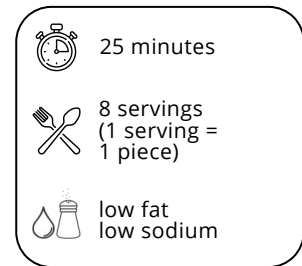 25 minutes
8 servings
(1 serving =
1 piece)
low fat
low sodium